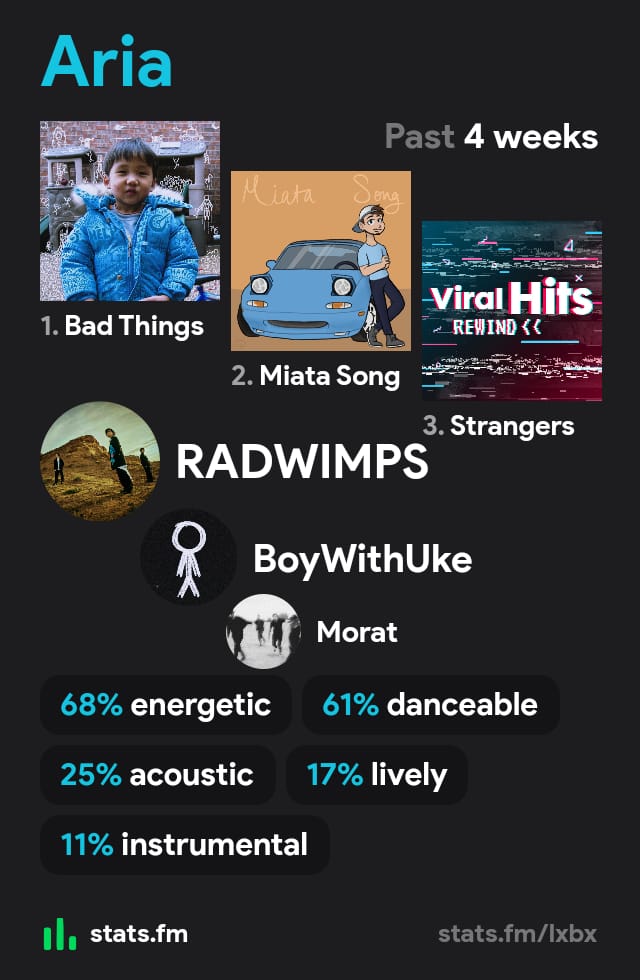 Aria
Past 4 weeks
Miata Song
Viral Hits
REWIND <<
1. Bad Things
2. Miata Song
3. Strangers
RADWIMPS
BoyWithUke
Morat
68% energetic
61% danceable
25% acoustic
17% lively
11% instrumental
stats.fm
stats.fm/lxbx